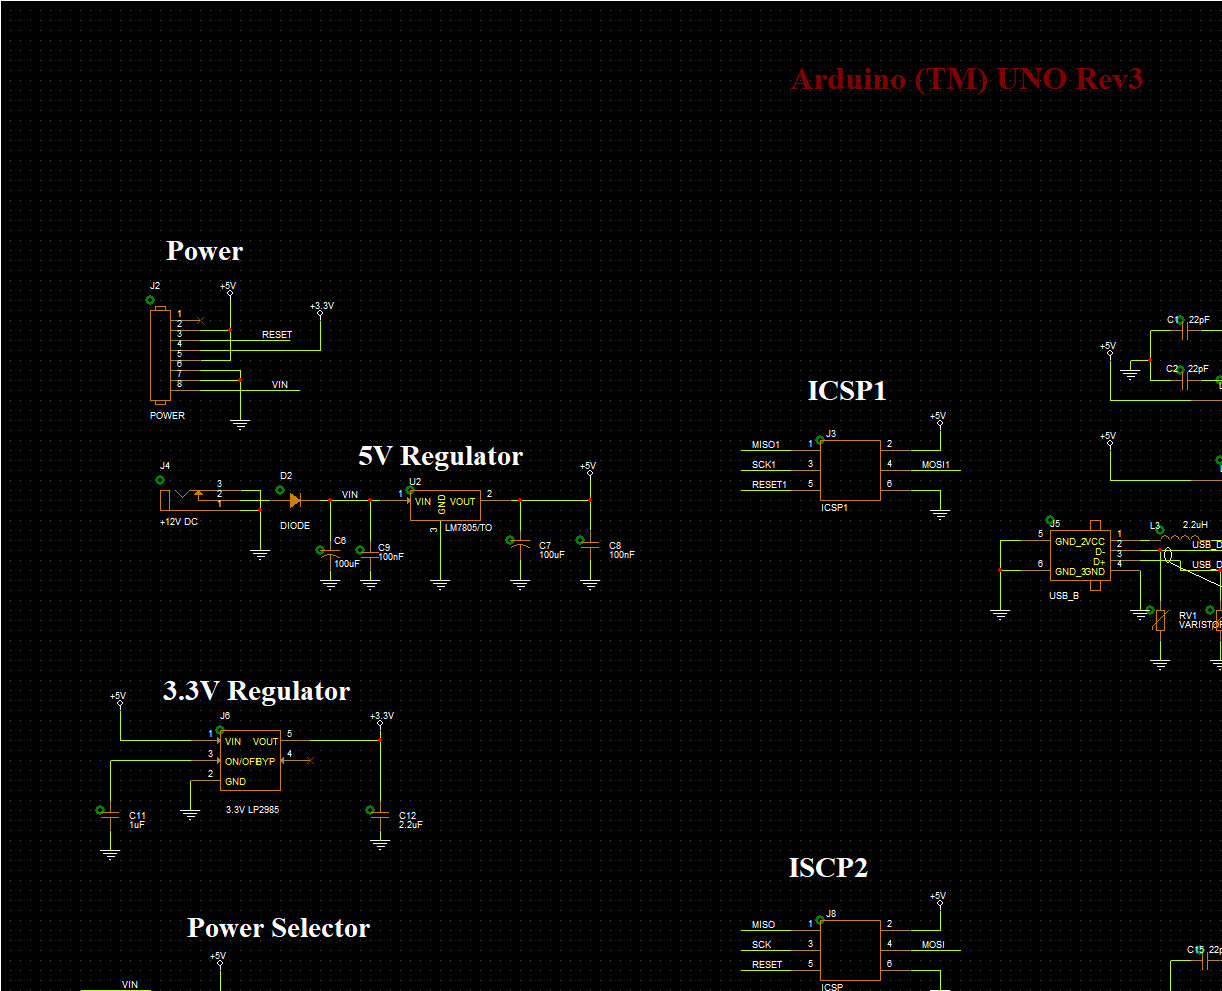 Arduino (TM) UNO Rev3
Power
J2
+5V
+3.3V
1
2
3
RESET
4
5
6
7
8
VIN
POWER
5V Regulator
J4
3
2
1
+12V DC
D2
DIODE
VIN
C6
100uF
C9
100nF
U2
1
VIN
VOUT
2
GND
3
LM7805/TO
+5V
C7
100uF
C8
100nF
3.3V Regulator
+5V
J6
+3.3V
1
VIN
VOUT
5
3
BYP
4
2
GND
3.3V LP2985
C11
1uF
C12
2.2uF
Power Selector
+5V
VIN
ICSP1
+5V
J3
MISO1
1
2
SCK1
3
4
MOSI1
RESET1
5
6
ICSP1
C1
22pF
C2
22pF
+5V
+5V
J5
5
GND_2
VCC
1
D-
2
D+
3
6
GND_3
GND
4
USB_B
L3
2.2uH
USB_D
USB_D
RV1
VARISTOR
ISCP2
+5V
J8
MISO
1
2
SCK
3
4
MOSI
RESET
5
6
ICSP
C15
22p